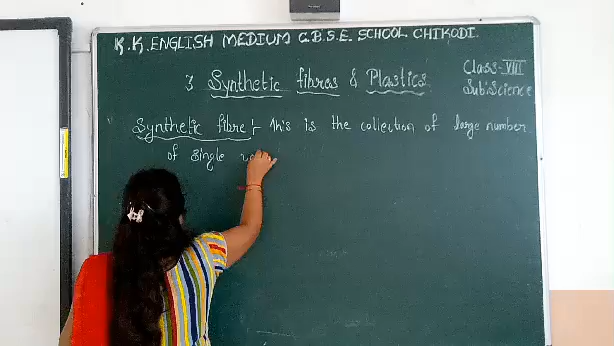 K.K. ENGLISH MEDIUM C.B.S.E. SCHOOL CHIKODI.
Class-VIII
3 Synthetic fibres & Plastics
Sub:Science
Synthetic fibre:- This is the collection of large number
of single